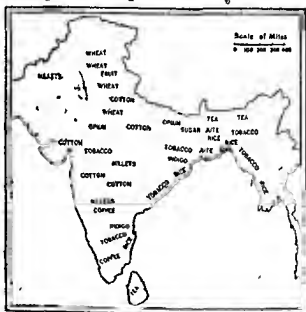 Scale of Miles
WHEAT
WHEAT
MILLETS FRUIT
WHEAT
COTTON
WHEAT
OPIUM COTTON
OPIUM TEA TEA
SUGAR JUTE TOBACCO
RICE
COTTON TOBACCO
TOBACCO JUTE RICE
MILLETS INDIGO
COTTON COTTON
TOBACCO RICE
TOBACCO RICE
MILLETS
COFFEE
INDIGO
TOBACCO RICE
COFFEE
TEA